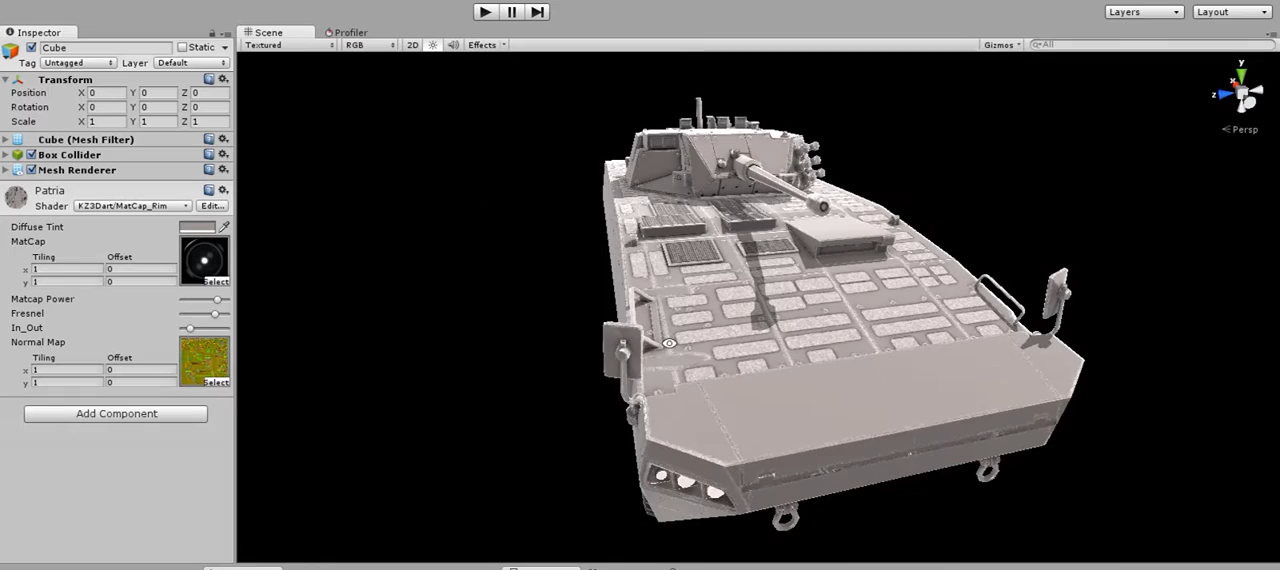 Layers
Layout
Inspector
Scene
Profiler
Cube
Static
Textured
RGB
2D
Effects
Gizmos
All
Tag
Untagged
Layer
Default
Transform
Position X 0 Y 0 Z 0
Rotation X 0 Y 0 Z 0
Scale X 1 Y 1 Z 1
Cube (Mesh Filter)
Box Collider
Mesh Renderer
Patria
Shader
KZ3Dart/MatCap_Rim
Edit...
Diffuse Tint
MatCap
Tiling Offset
x 1 0
y 1 0
Select
Matcap Power
Fresnel
In_Out
Normal Map
Tiling Offset
x 1 0
y 1 0
Select
Add Component
y
x
z
Persp